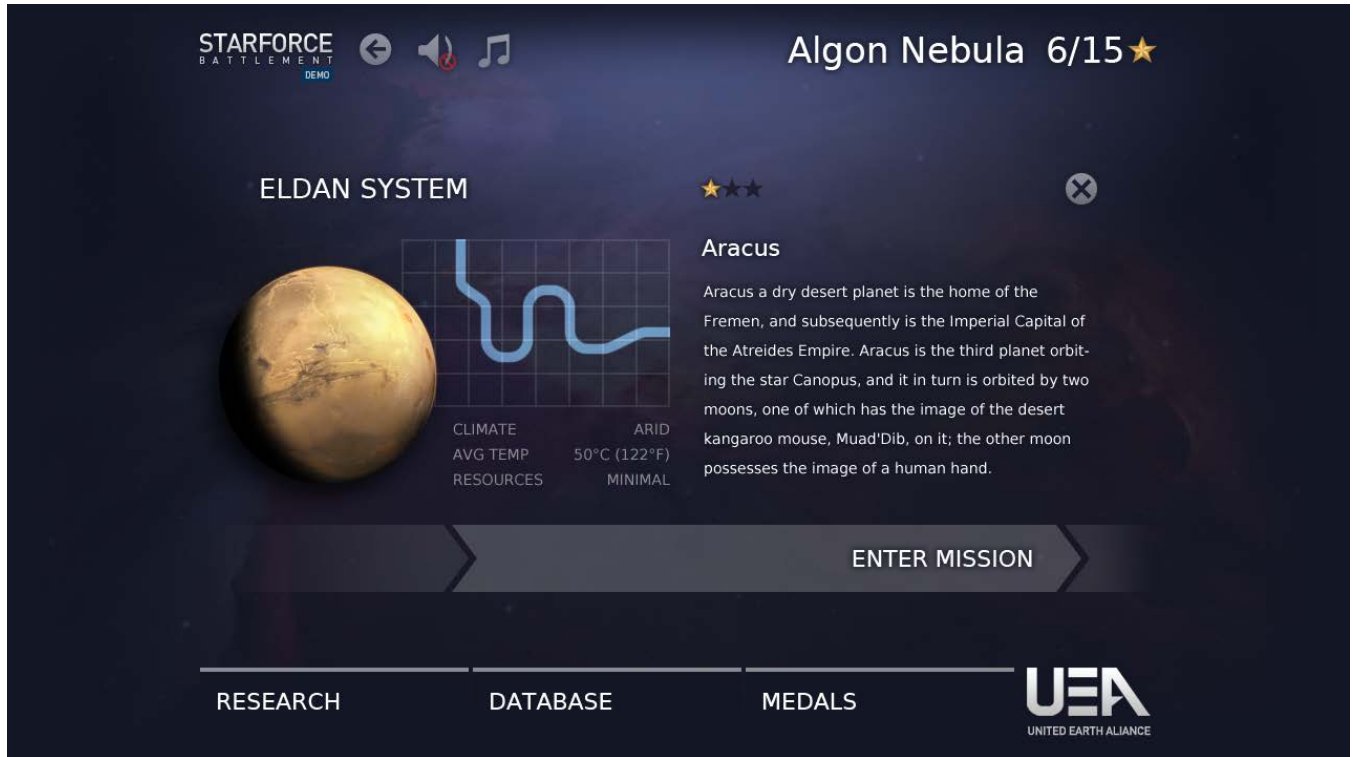 STARFORCE
BATTLEMENT
DEMO
Algon Nebula 6/15
ELDAN SYSTEM
Aracus
Aracus a dry desert planet is the home of the
Fremen, and subsequently is the Imperial Capital of
the Atreides Empire. Aracus is the third planet orbit-
ing the star Canopus, and it in turn is orbited by two
moons, one of which has the image of the desert
kangaroo mouse, Muad'Dib, on it; the other moon
possesses the image of a human hand.
CLIMATE ARID
AVG TEMP 50°C (122°F)
RESOURCES MINIMAL
ENTER MISSION
RESEARCH
DATABASE
MEDALS
UEA
UNITED EARTH ALIANCE